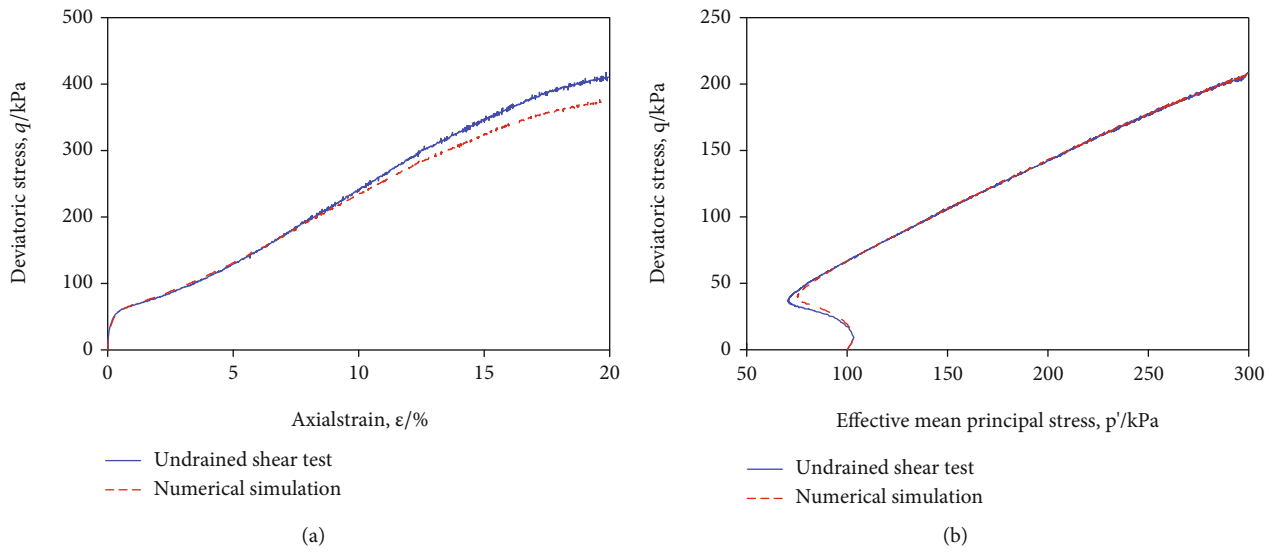 500
400
300
200
100
0
Deviatoric stress, q/kPa
0 5 10 15 20
Axialstrain, ε/%
Undrained shear test
Numerical simulation
(a)
250
200
150
100
50
0
Deviatoric stress, q/kPa
50 100 150 200 250 300
Effective mean principal stress, p'/kPa
Undrained shear test
Numerical simulation
(b)